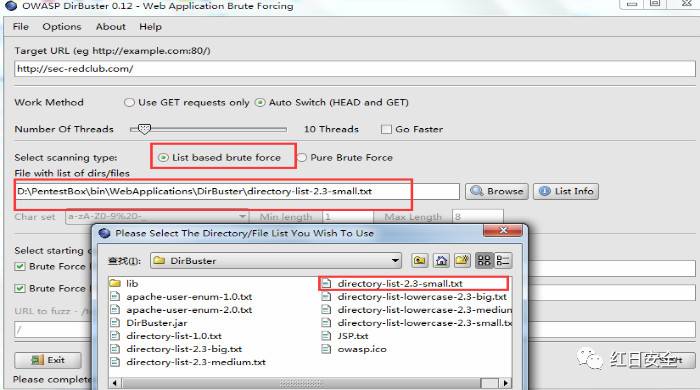 OWASP DirBuster 0.12 - Web Application Brute Forcing
File Options About Help
Target URL (eg http://example.com:80/)
http://sec-redclub.com/
Work Method Use GET requests only Auto Switch (HEAD and GET)
Number Of Threads 10 Threads Go Faster
Select scanning type: List based brute force Pure Brute Force
File with list of dirs/files
D:\PentestBox\bin\WebApplications\DirBuster\directory-list-2.3-small.txt Browse List Info
Char set a-zA-Z0-9%20-_ Min length 1 Max Length 8
Please Select The Directory/File List You Wish To Use
Select starting
查找(I): DirBuster
Brute Force
lib
directory-list-2.3-small.txt
apache-user-enum-1.0.txt
directory-list-lowercase-2.3-big.txt
Brute Force
apache-user-enum-2.0.txt
directory-list-lowercase-2.3-medium
URL to fuzz -
DirBuster.jar
directory-list-lowercase-2.3-small.txt
/
directory-list-1.0.txt
JSP.txt
directory-list-2.3-big.txt
owasp.ico
Exit
directory-list-2.3-medium.txt
红日安全
Please complete